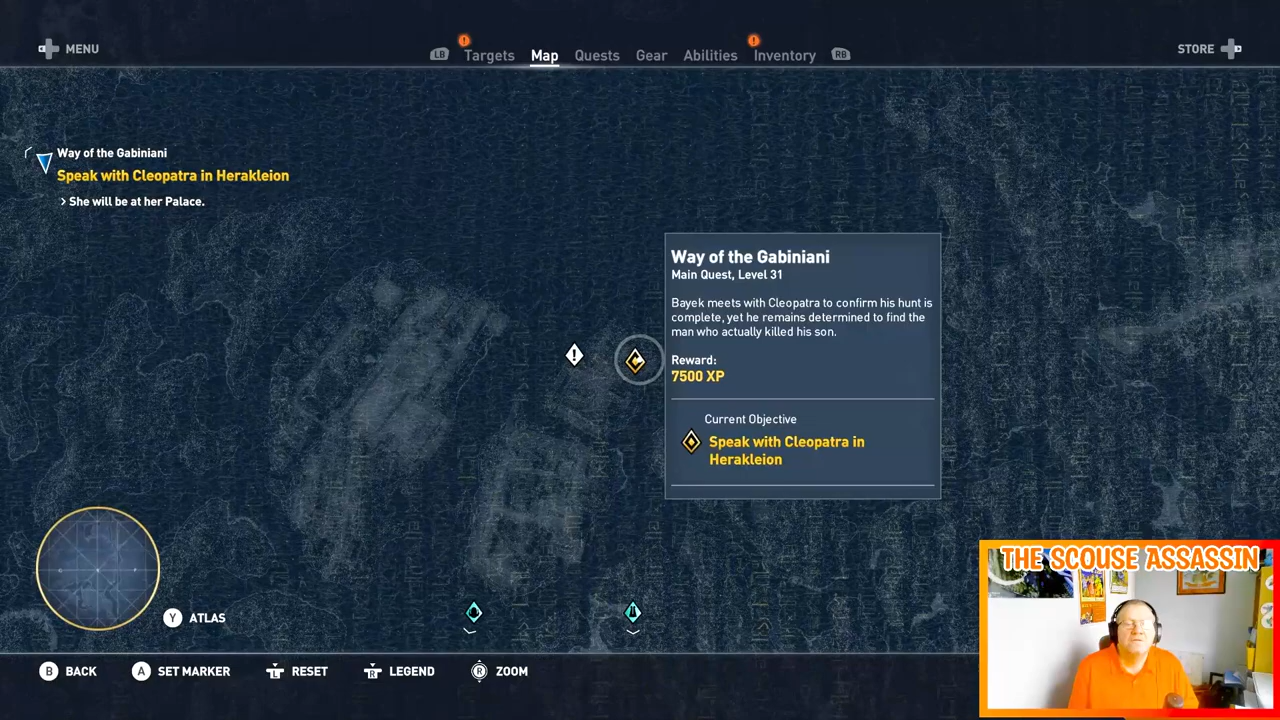 MENU
LB Targets Map Quests Gear Abilities Inventory RB
STORE
Way of the Gabiniani
Speak with Cleopatra in Herakleion
> She will be at her Palace.
Way of the Gabiniani
Main Quest, Level 31
Bayek meets with Cleopatra to confirm his hunt is
complete, yet he remains determined to find the
man who actually killed his son.
Reward:
7500 XP
Current Objective
Speak with Cleopatra in
Herakleion
Y ATLAS
B BACK A SET MARKER L RESET R LEGEND R ZOOM
THE SCOUSE ASSASSIN